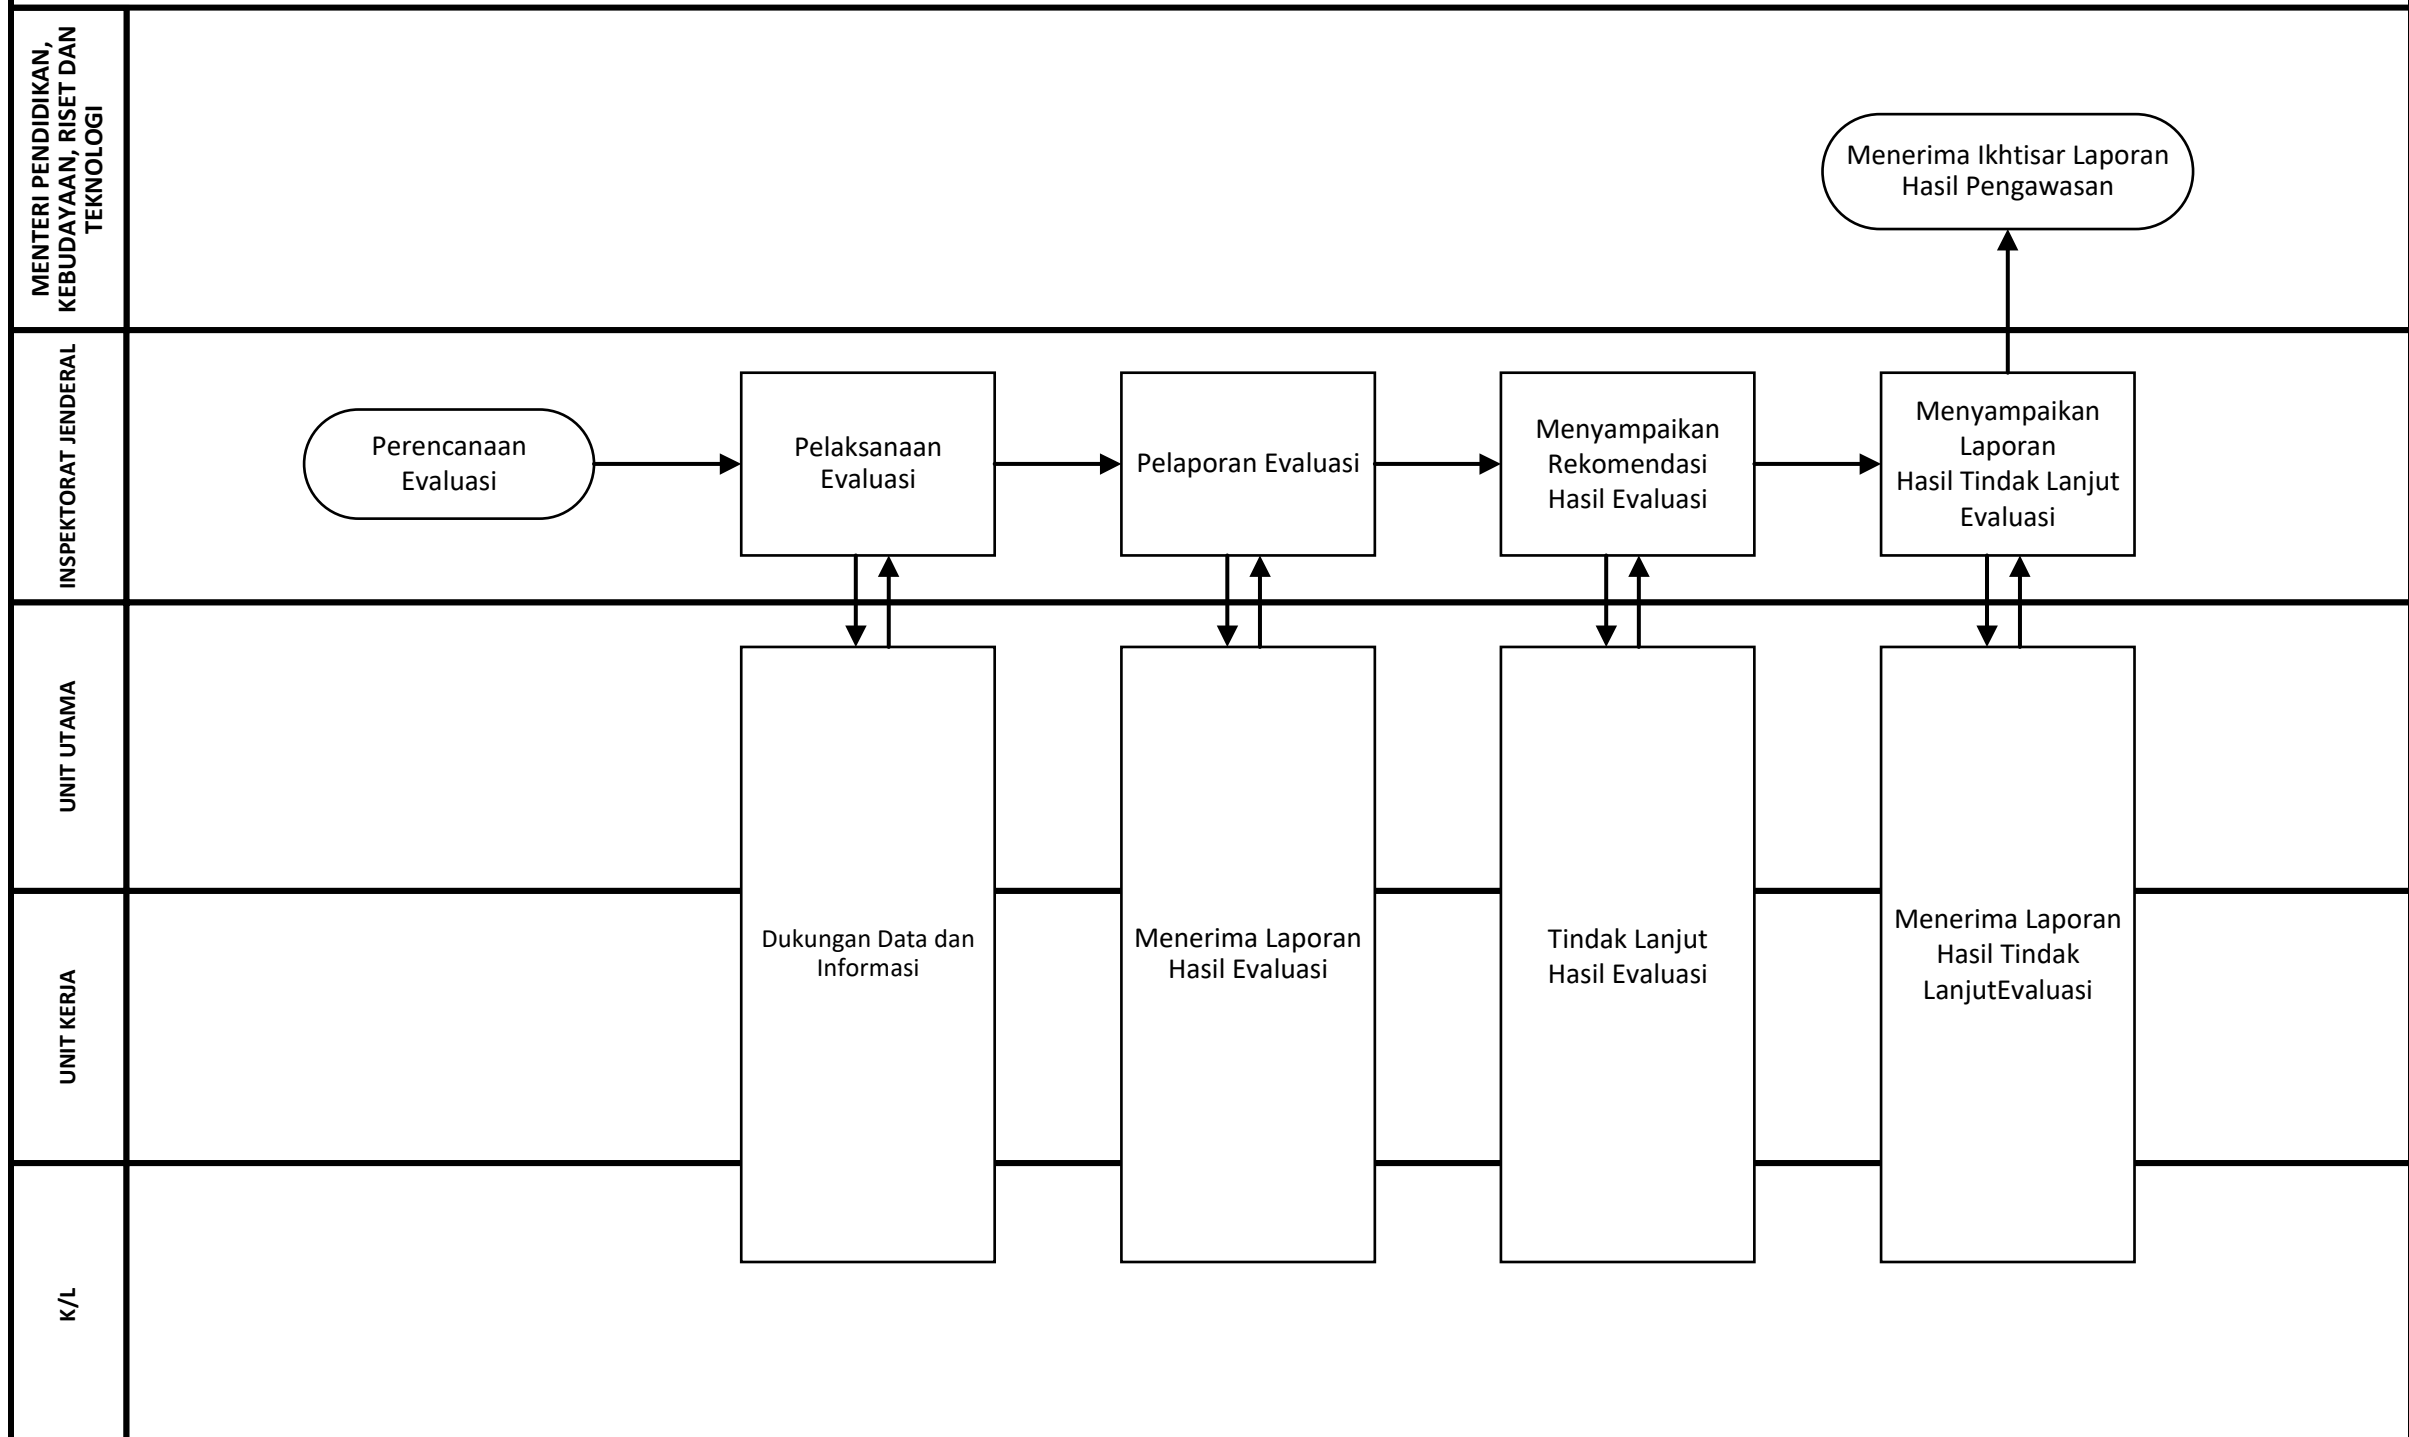 MENTERI PENDIDIKAN,
KEBUDAYAAN, RISET DAN
TEKNOLOGI
Menerima Ikhtisar Laporan
Hasil Pengawasan
INSPEKTORAT JENDERAL
Perencanaan
Evaluasi
Pelaksanaan
Evaluasi
Pelaporan Evaluasi
Menyampaikan
Rekomendasi
Hasil Evaluasi
Menyampaikan
Laporan
Hasil Tindak Lanjut
Evaluasi
UNIT UTAMA
UNIT KERJA
Dukungan Data dan
Informasi
Menerima Laporan
Hasil Evaluasi
Tindak Lanjut
Hasil Evaluasi
Menerima Laporan
Hasil Tindak
LanjutEvaluasi
K/L